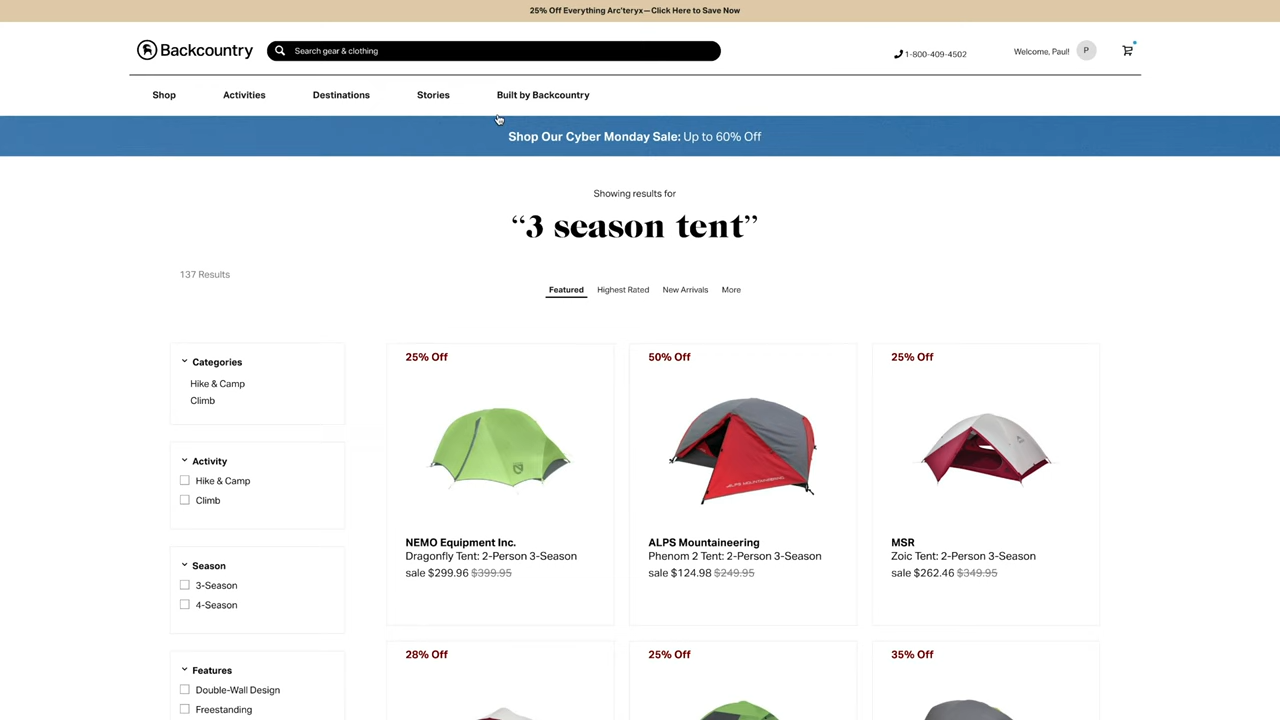 25% Off Everything Arc'teryx—Click Here to Save Now
Backcountry
Search gear & clothing
1-800-409-4502
Welcome, Paul!
P
Shop
Activities
Destinations
Stories
Built by Backcountry
Shop Our Cyber Monday Sale: Up to 60% Off
Showing results for
“3 season tent”
137 Results
Featured
Highest Rated
New Arrivals
More
Categories
Hike & Camp
Climb
Activity
Hike & Camp
Climb
Season
3-Season
4-Season
Features
Double-Wall Design
Freestanding
25% Off
NEMO Equipment Inc.
Dragonfly Tent: 2-Person 3-Season
sale $299.96 $399.95
50% Off
ALPS MOUNTAINEERING
ALPS Mountaineering
Phenom 2 Tent: 2-Person 3-Season
sale $124.98 $249.95
25% Off
MSR
Zoic Tent: 2-Person 3-Season
sale $262.46 $349.95
28% Off
25% Off
35% Off